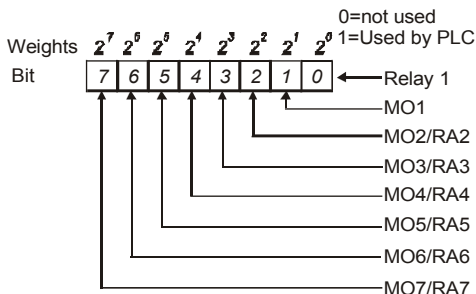 0=not used
Weights 2⁷ 2⁶ 2⁵ 2⁴ 2³ 2² 2¹ 2⁰ 1=Used by PLC
Bit 7 6 5 4 3 2 1 0 Relay 1
MO1
MO2/RA2
MO3/RA3
MO4/RA4
MO5/RA5
MO6/RA6
MO7/RA7